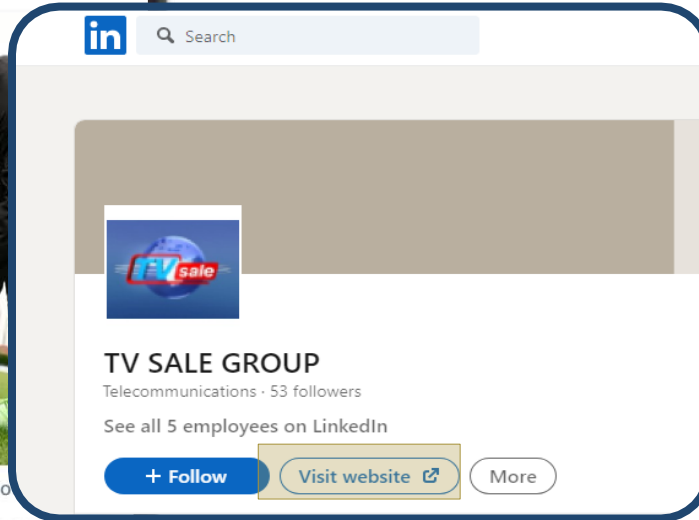 in
Search
TV sale
TV SALE GROUP
Telecommunications · 53 followers
See all 5 employees on LinkedIn
+ Follow
Visit website
More